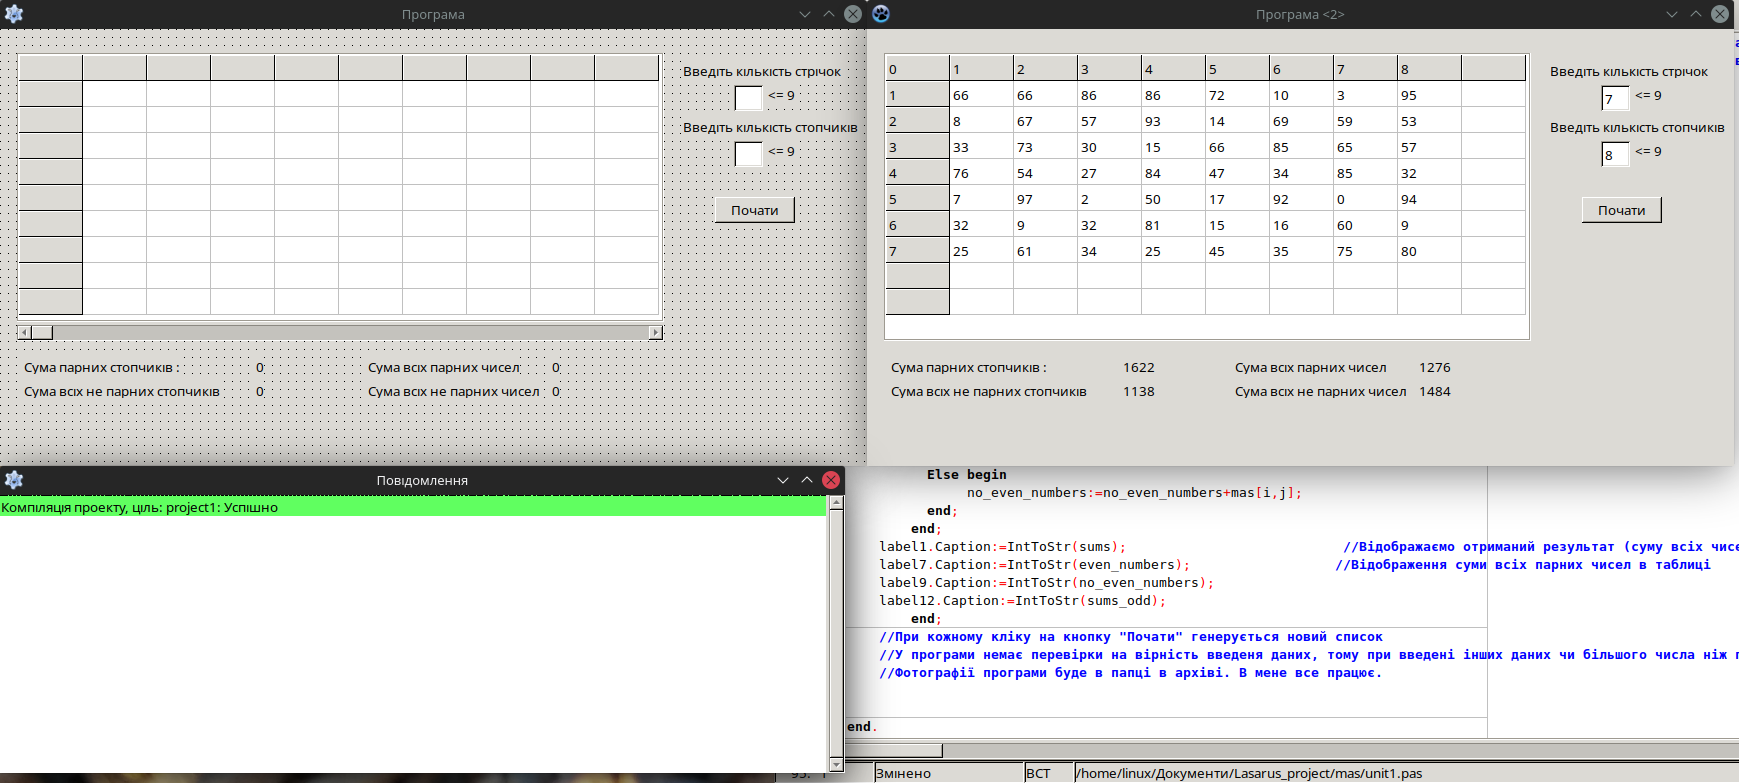 Програма
Введіть кількість стрічок
<= 9
Введіть кількість стопчиків
<= 9
Почати
Сума парних стопчиків : 0 Сума всіх парних чисел 0
Сума всіх не парних стопчиків 0 Сума всіх не парних чисел 0
Програма <2>
0 1 2 3 4 5 6 7 8
1 66 66 86 86 72 10 3 95
2 8 67 57 93 14 69 59 53
3 33 73 30 15 66 85 65 57
4 76 54 27 84 47 34 85 32
5 7 97 2 50 17 92 0 94
6 32 9 32 81 15 16 60 9
7 25 61 34 25 45 35 75 80
Введіть кількість стрічок
7 <= 9
Введіть кількість стопчиків
8 <= 9
Почати
Сума парних стопчиків : 1622 Сума всіх парних чисел 1276
Сума всіх не парних стопчиків 1138 Сума всіх не парних чисел 1484
Повідомлення
Компіляція проекту, ціль: project1: Успішно
Else begin
no_even_numbers:=no_even_numbers+mas[i,j];
end;
end;
label1.Caption:=IntToStr(sums); //Відображаємо отриманий результат (суму всіх
label7.Caption:=IntToStr(even_numbers); //Відображення суми всіх парних чисел в таблиці
label9.Caption:=IntToStr(no_even_numbers);
label12.Caption:=IntToStr(sums_odd);
end;
//При кожному кліку на кнопку "Почати" генерується новий список
//У програми немає перевірки на вірність введеня даних, тому при введені інших даних чи більшого числа ніж
//Фотографії програми буде в папці в архіві. В мене все працює.
end.
Змінено ВСТ /home/linux/Документи/Lasarus_project/mas/unit1.pas